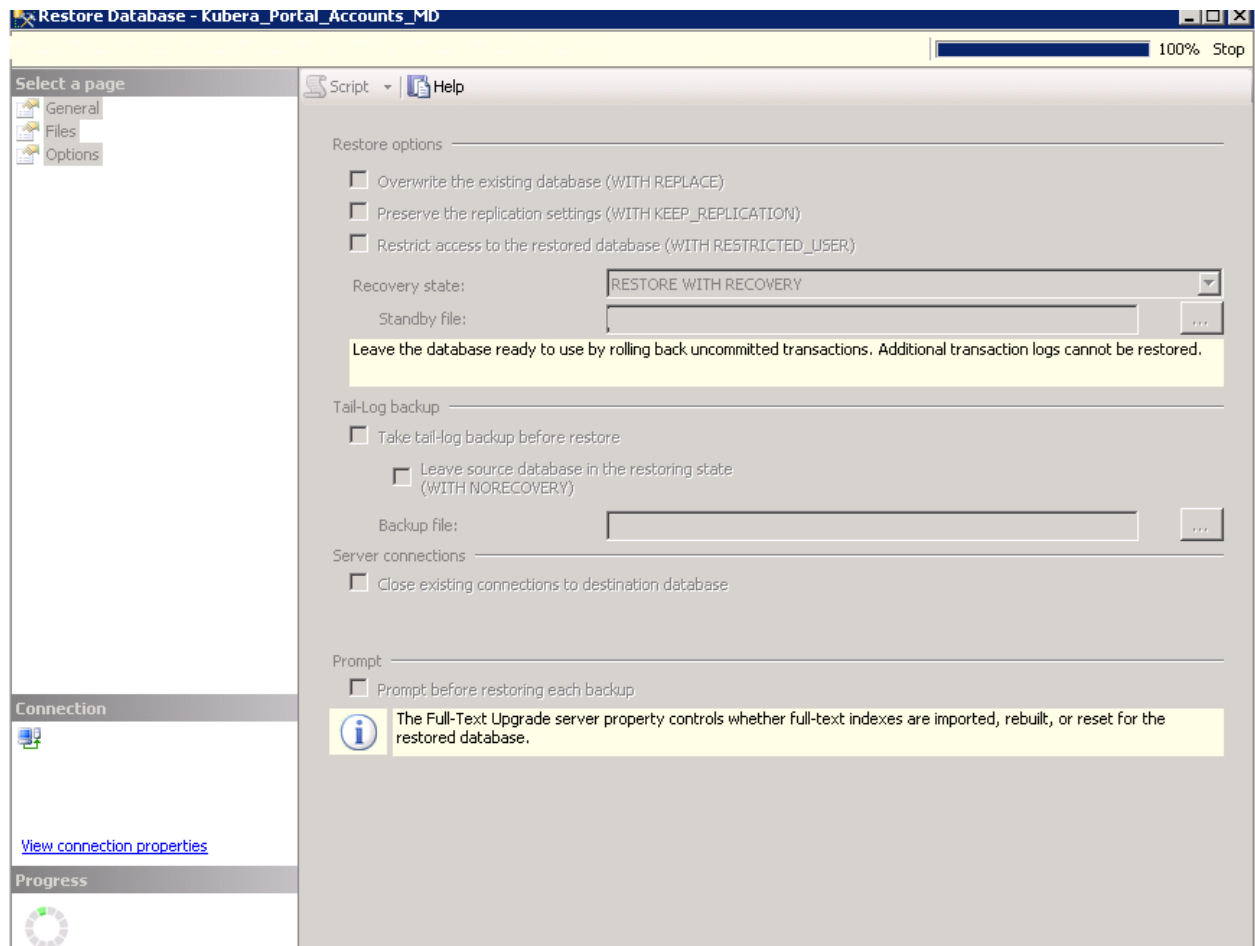 Restore Database - Kubera_Portal_Accounts_MD
100% Stop
Select a page
General
Files
Options
Script
Help
Restore options
Overwrite the existing database (WITH REPLACE)
Preserve the replication settings (WITH KEEP_REPLICATION)
Restrict access to the restored database (WITH RESTRICTED_USER)
Recovery state: RESTORE WITH RECOVERY
Standby file: ...
Leave the database ready to use by rolling back uncommitted transactions. Additional transaction logs cannot be restored.
Tail-Log backup
Take tail-log backup before restore
Leave source database in the restoring state
(WITH NORECOVERY)
Backup file: ...
Server connections
Close existing connections to destination database
Prompt
Prompt before restoring each backup
The Full-Text Upgrade server property controls whether full-text indexes are imported, rebuilt, or reset for the
restored database.
Connection
View connection properties
Progress